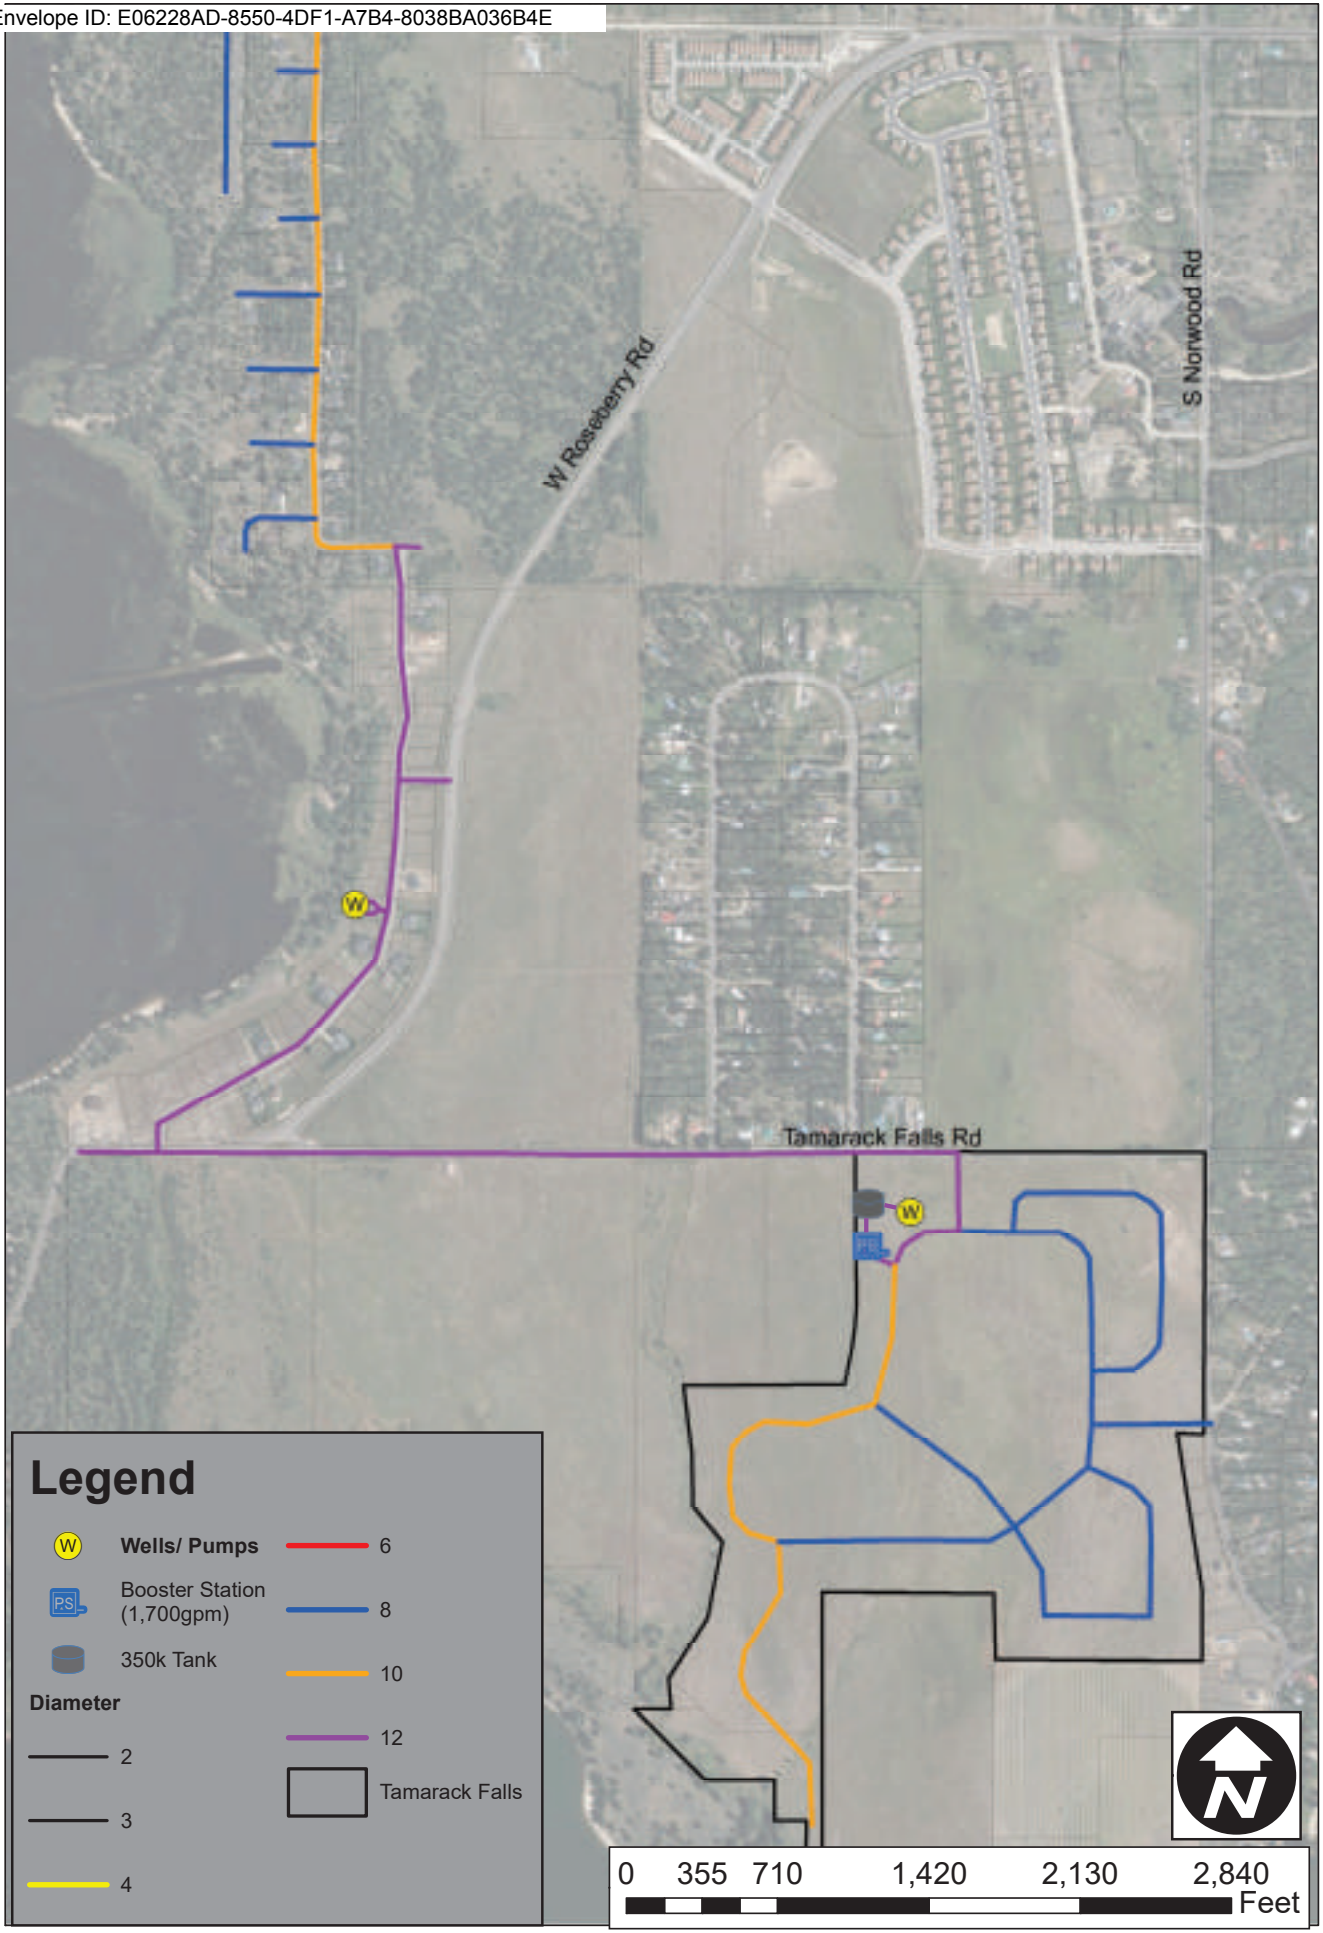 Envelope ID: E06228AD-8550-4DF1-A7B4-8038BA036B4E
S Norwood Rd
W Roseberry Rd
W
Tamarack Falls Rd
W
PS
Legend
W Wells/ Pumps
PS Booster Station
(1,700gpm)
350k Tank
Diameter
2
3
4
6
8
10
12
Tamarack Falls
N
0 355 710 1,420 2,130 2,840
Feet